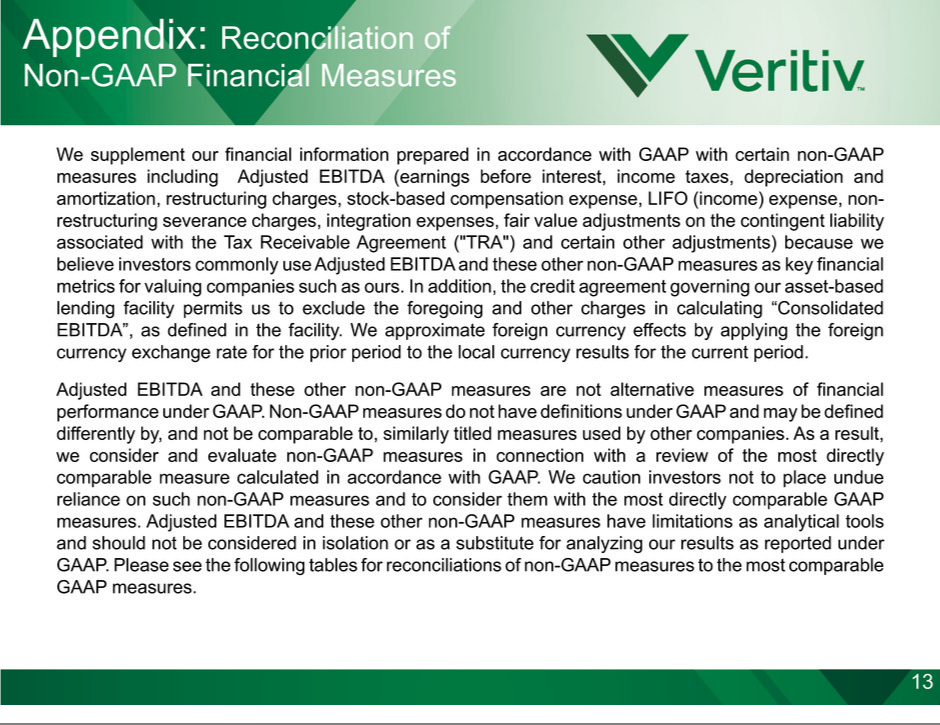 Appendix: Reconciliation of
Non-GAAP Financial Measures
Veritiv™
We supplement our financial information prepared in accordance with GAAP with certain non-GAAP
measures including Adjusted EBITDA (earnings before interest, income taxes, depreciation and
amortization, restructuring charges, stock-based compensation expense, LIFO (income) expense, non-
restructuring severance charges, integration expenses, fair value adjustments on the contingent liability
associated with the Tax Receivable Agreement ("TRA") and certain other adjustments) because we
believe investors commonly use Adjusted EBITDA and these other non-GAAP measures as key financial
metrics for valuing companies such as ours. In addition, the credit agreement governing our asset-based
lending facility permits us to exclude the foregoing and other charges in calculating “Consolidated
EBITDA”, as defined in the facility. We approximate foreign currency effects by applying the foreign
currency exchange rate for the prior period to the local currency results for the current period.
Adjusted EBITDA and these other non-GAAP measures are not alternative measures of financial
performance under GAAP. Non-GAAP measures do not have definitions under GAAP and may be defined
differently by, and not be comparable to, similarly titled measures used by other companies. As a result,
we consider and evaluate non-GAAP measures in connection with a review of the most directly
comparable measure calculated in accordance with GAAP. We caution investors not to place undue
reliance on such non-GAAP measures and to consider them with the most directly comparable GAAP
measures. Adjusted EBITDA and these other non-GAAP measures have limitations as analytical tools
and should not be considered in isolation or as a substitute for analyzing our results as reported under
GAAP. Please see the following tables for reconciliations of non-GAAP measures to the most comparable
GAAP measures.
13